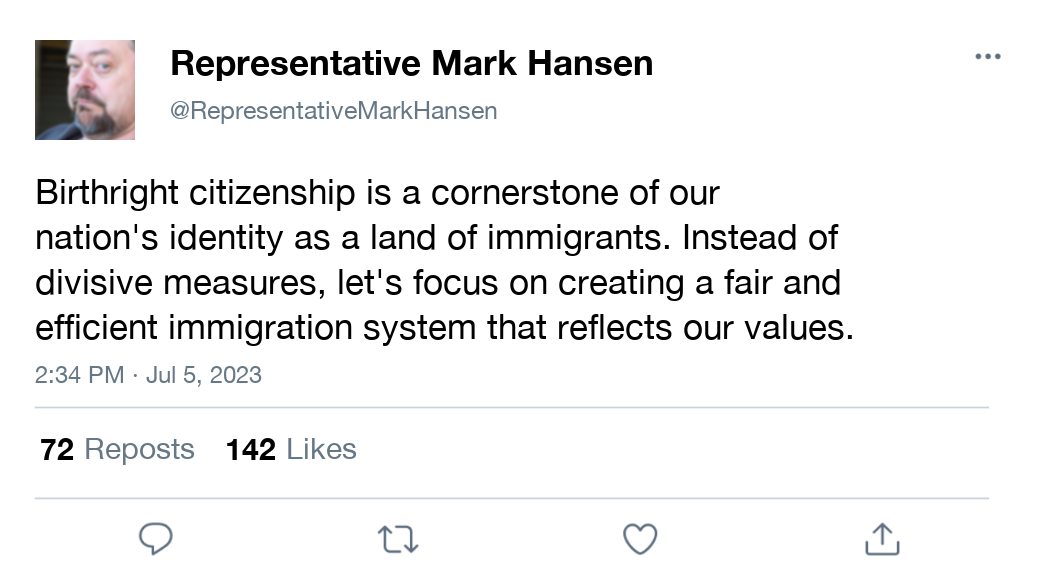 Representative Mark Hansen
@RepresentativeMarkHansen
Birthright citizenship is a cornerstone of our
nation's identity as a land of immigrants. Instead of
divisive measures, let's focus on creating a fair and
efficient immigration system that reflects our values.
2:34 PM · Jul 5, 2023
72 Reposts 142 Likes